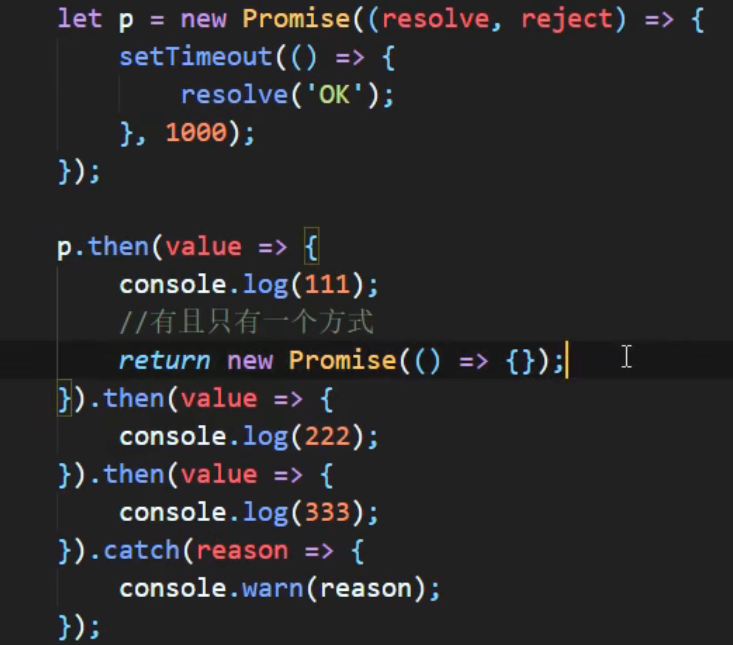 let p = new Promise((resolve, reject) => {
    setTimeout(() => {
        resolve('OK');
    }, 1000);
});
p.then(value => {
    console.log(111);
    //有且只有一个方式
    return new Promise(() => {});
}).then(value => {
    console.log(222);
}).then(value => {
    console.log(333);
}).catch(reason => {
    console.warn(reason);
});